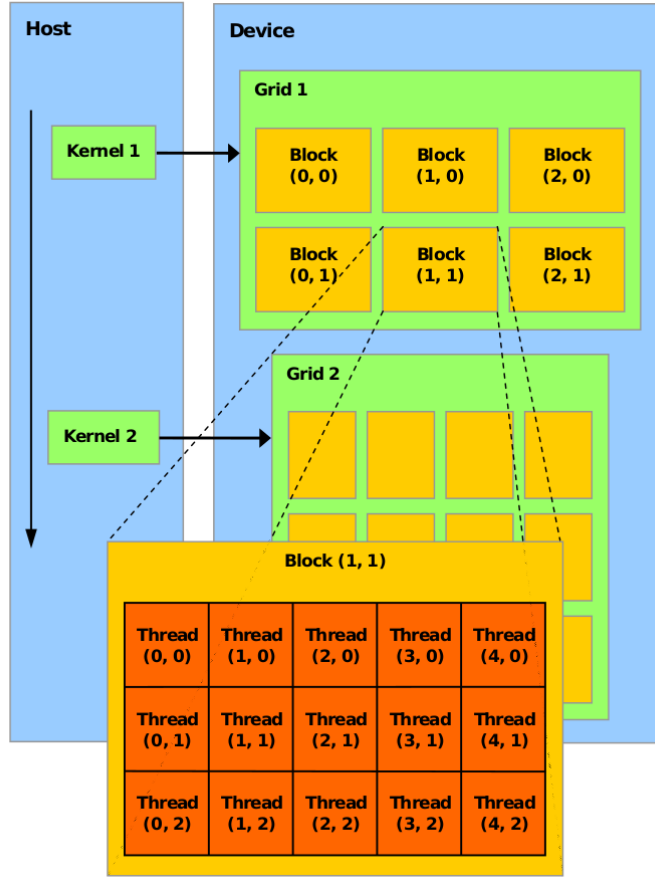 Host
Device
Grid 1
Kernel 1
Block
(0, 0)
Block
(1, 0)
Block
(2, 0)
Block
(0, 1)
Block
(1, 1)
Block
(2, 1)
Grid 2
Kernel 2
Block (1, 1)
Thread
(0, 0)
Thread
(1, 0)
Thread
(2, 0)
Thread
(3, 0)
Thread
(4, 0)
Thread
(0, 1)
Thread
(1, 1)
Thread
(2, 1)
Thread
(3, 1)
Thread
(4, 1)
Thread
(0, 2)
Thread
(1, 2)
Thread
(2, 2)
Thread
(3, 2)
Thread
(4, 2)